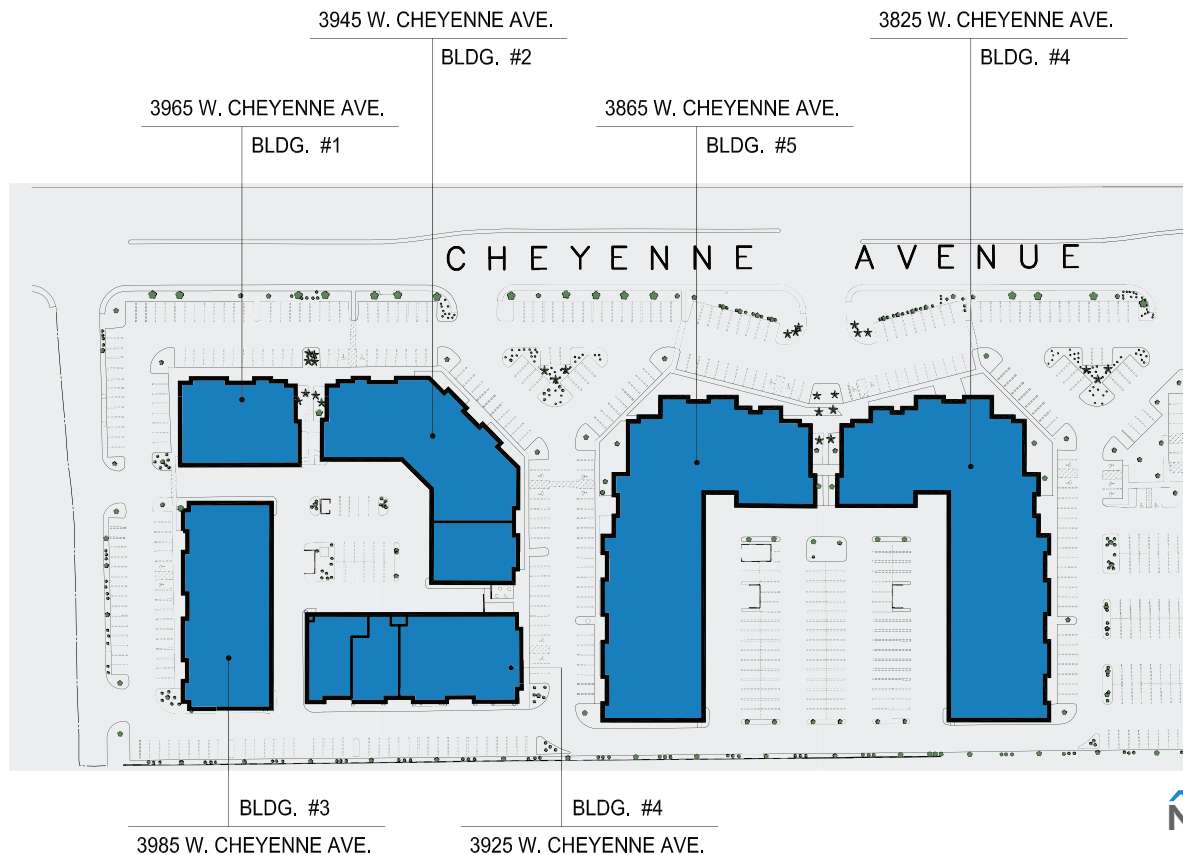 3945 W. CHEYENNE AVE.
BLDG. #2
3825 W. CHEYENNE AVE.
BLDG. #4
3965 W. CHEYENNE AVE.
BLDG. #1
3865 W. CHEYENNE AVE.
BLDG. #5
CHEYENNE AVENUE
BLDG. #3
3985 W. CHEYENNE AVE.
BLDG. #4
3925 W. CHEYENNE AVE.
N